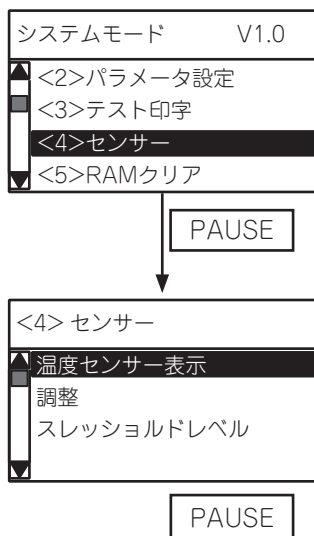 システムモード V1.0
<2>パラメータ設定
<3>テスト印字
<4>センサー
<5>RAMクリア
PAUSE
<4> センサー
温度センサー表示
調整
スレッショルドレベル
PAUSE